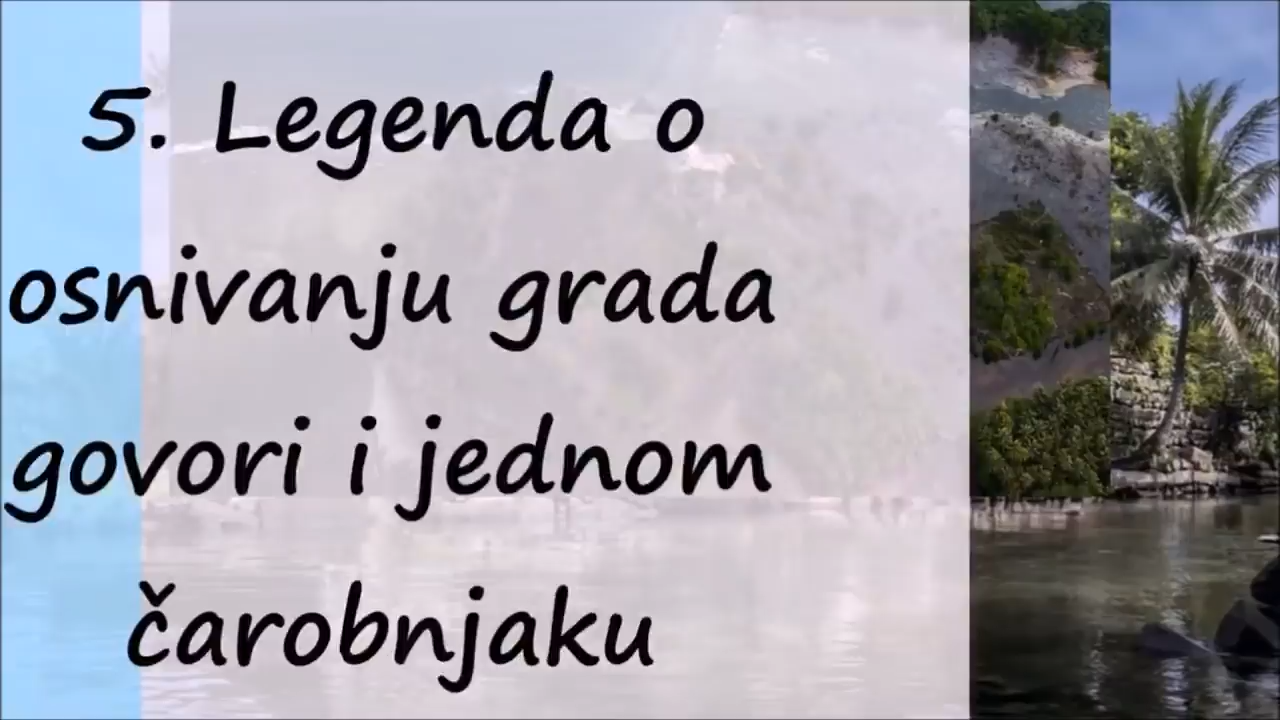 5. Legenda o
osnivanju grada
govori i jednom
čarobnjaku